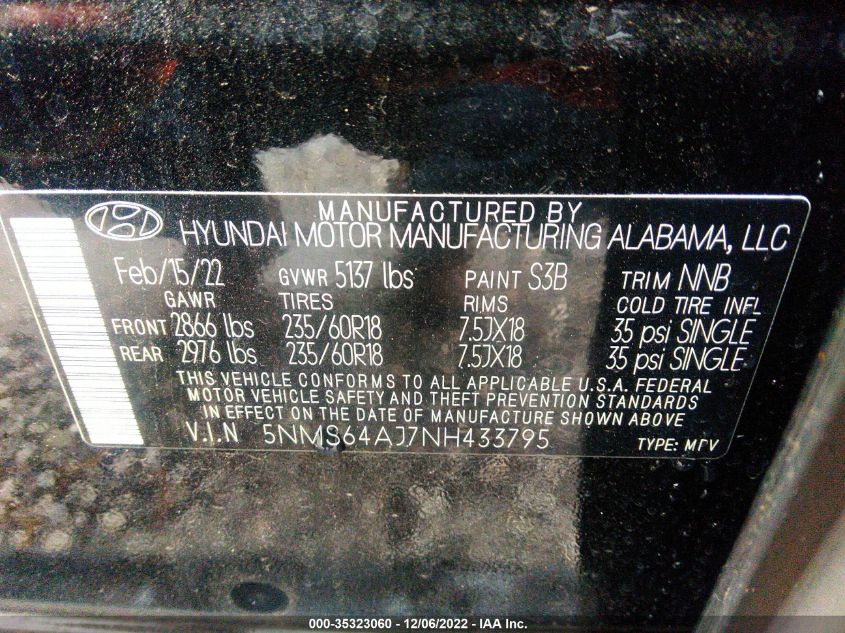 MANUFACTURED BY
HYUNDAI MOTOR MANUFACTURING ALABAMA, LLC
Feb/15/22 GVWR 5137 lbs PAINT S3B TRIM NNB
GAWR TIRES RIMS COLD TIRE INFL
FRONT 2866 lbs 235/60R18 7.5JX18 35 psi SINGLE
REAR 2976 lbs 235/60R18 7.5JX18 35 psi SINGLE
THIS VEHICLE CONFORMS TO ALL APPLICABLE U.S.A. FEDERAL
MOTOR VEHICLE SAFETY AND THEFT PREVENTION STANDARDS
IN EFFECT ON THE DATE OF MANUFACTURE SHOWN ABOVE
V.I.N 5NMS64AJ7NH433795 TYPE: MPV
000-35323060 - 12/06/2022 - IAA Inc.